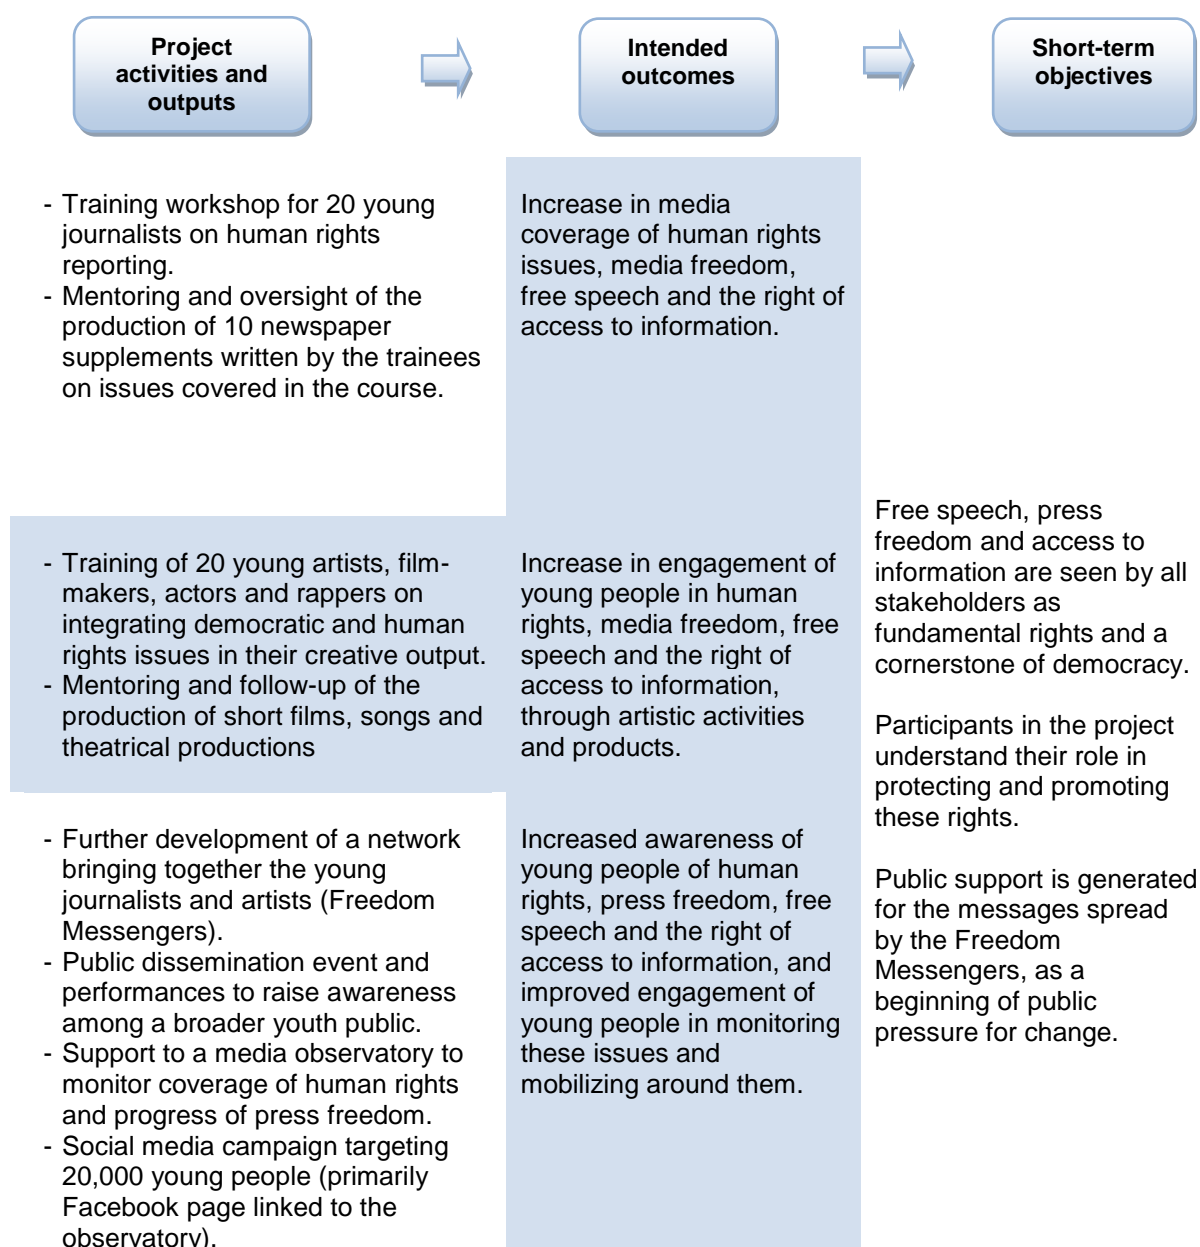 Project
activities and
outputs
Intended
outcomes
Short-term
objectives
- Training workshop for 20 young
journalists on human rights
reporting.
- Mentoring and oversight of the
production of 10 newspaper
supplements written by the trainees
on issues covered in the course.
Increase in media
coverage of human rights
issues, media freedom,
free speech and the right of
access to information.
- Training of 20 young artists, film-
makers, actors and rappers on
integrating democratic and human
rights issues in their creative output.
- Mentoring and follow-up of the
production of short films, songs and
theatrical productions
Increase in engagement of
young people in human
rights, media freedom, free
speech and the right of
access to information,
through artistic activities
and products.
- Further development of a network
bringing together the young
journalists and artists (Freedom
Messengers).
- Public dissemination event and
performances to raise awareness
among a broader youth public.
- Support to a media observatory to
monitor coverage of human rights
and progress of press freedom.
- Social media campaign targeting
20,000 young people (primarily
Facebook page linked to the
observatory).
Increased awareness of
young people of human
rights, press freedom, free
speech and the right of
access to information, and
improved engagement of
young people in monitoring
these issues and
mobilizing around them.
Free speech, press
freedom and access to
information are seen by all
stakeholders as
fundamental rights and a
cornerstone of democracy.
Participants in the project
understand their role in
protecting and promoting
these rights.
Public support is generated
for the messages spread
by the Freedom
Messengers, as a
beginning of public
pressure for change.